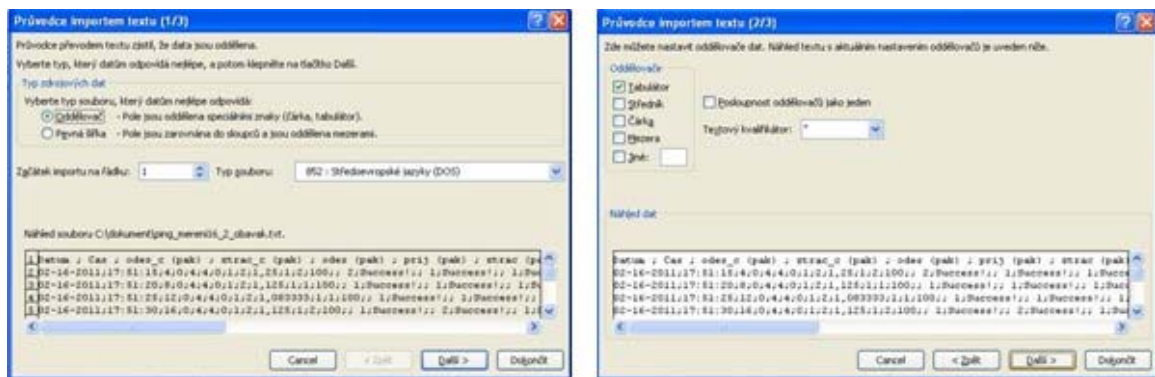 Průvodce importem textu (1/3)
Průvodce převodem textu zjistil, že data jsou oddělena.
Vyberte typ, který datům odpovídá nejlépe, a potom klepněte na tlačítko Další.
Typ zdrojových dat
Vyberte typ souboru, který datům nejlépe odpovídá:
Oddělovač - Pole jsou oddělena speciálními znaky (čárka, tabulátor).
Pevná šířka - Pole jsou zarovnána do sloupců a jsou oddělena mezerami.
Začátek importu na řádku: 1 Typ souboru: 852 : Středoevropské jazyky (DOS)
Náhled souboru C:\dokument\ping_mereni16_2_obavak.txt.
1 Datum ; Cas ; odes_c (pak) ; strac_c (pak) ; odes (pak) ; prij (pak) ; strac (pak
2 02-16-2011;17:51:15;4;0;4;4;0;1;2;1,25;1;2;100;; 2;Success!;; 1;Success!;; 1;Suc
3 02-16-2011;17:51:20;8;0;4;4;0;1;2;1,125;1;1;100;; 1;Success!;; 1;Success!;; 1;Su
4 02-16-2011;17:51:25;12;0;4;4;0;1;2;1,083333;1;1;100;; 1;Success!;; 1;Success!;; 1
5 02-16-2011;17:51:30;16;0;4;4;0;1;2;1,125;1;2;100;; 1;Success!;; 2;Success!;; 1;Su
Cancel < Zpět Další > Dokončit
Průvodce importem textu (2/3)
Zde můžete nastavit oddělovače dat. Náhled textu s aktuálním nastavením oddělovačů je uveden níže.
Oddělovače
Tabulátor
Středník
Čárka
Mezera
Jiné:
Posloupnost oddělovačů jako jeden
Textový kvalifikátor: "
Náhled dat
Datum ; Cas ; odes_c (pak) ; strac_c (pak) ; odes (pak) ; prij (pak) ; strac (pak
02-16-2011;17:51:15;4;0;4;4;0;1;2;1,25;1;2;100;; 2;Success!;; 1;Success!;; 1;Suc
02-16-2011;17:51:20;8;0;4;4;0;1;2;1,125;1;1;100;; 1;Success!;; 1;Success!;; 1;Su
02-16-2011;17:51:25;12;0;4;4;0;1;2;1,083333;1;1;100;; 1;Success!;; 1;Success!;; 1
02-16-2011;17:51:30;16;0;4;4;0;1;2;1,125;1;2;100;; 1;Success!;; 2;Success!;; 1;Su
Cancel < Zpět Další > Dokončit